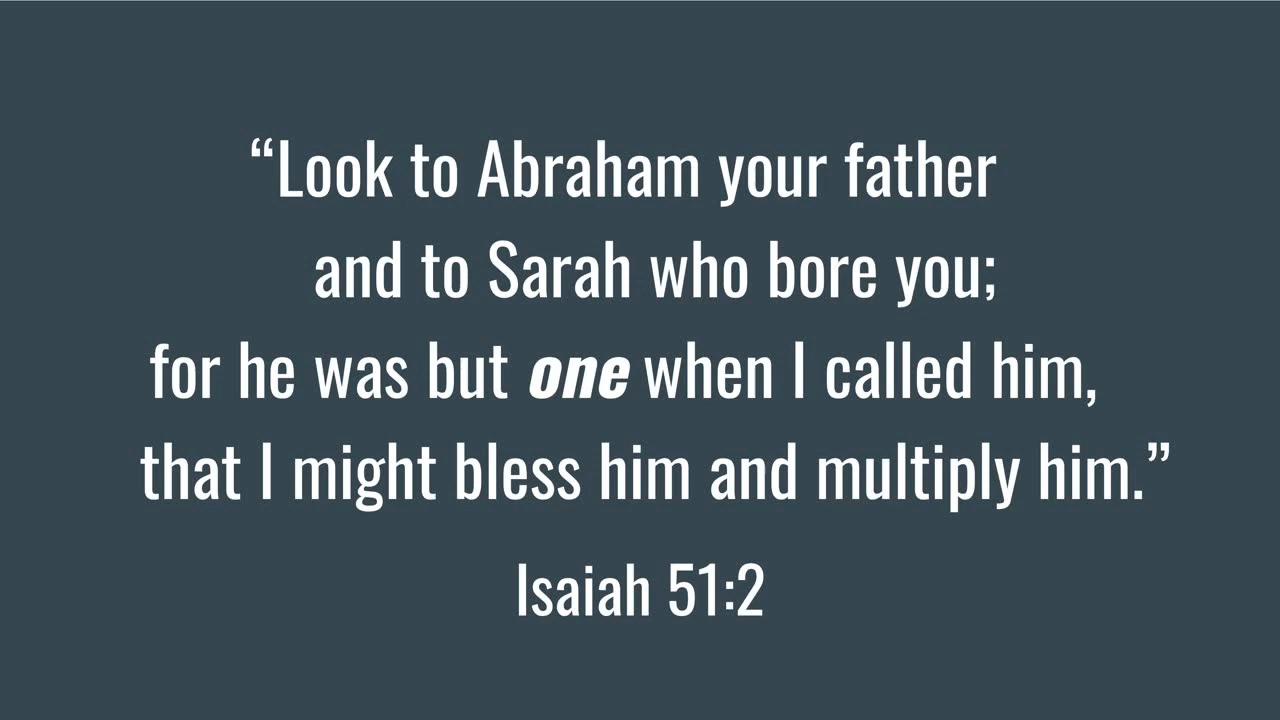 “Look to Abraham your father
and to Sarah who bore you;
for he was but one when I called him,
that I might bless him and multiply him.”
Isaiah 51:2